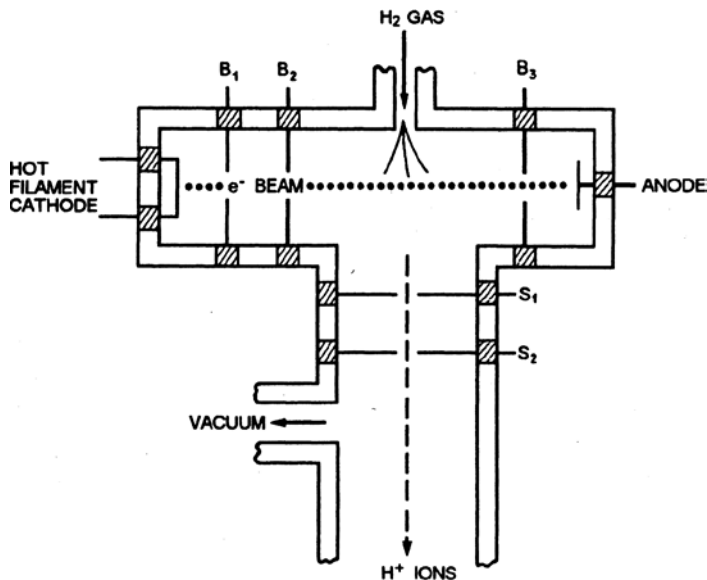 H₂ GAS
B₁
B₂
B₃
HOT
FILAMENT
CATHODE
e⁻ BEAM
ANODE
S₁
S₂
VACUUM
H⁺ IONS